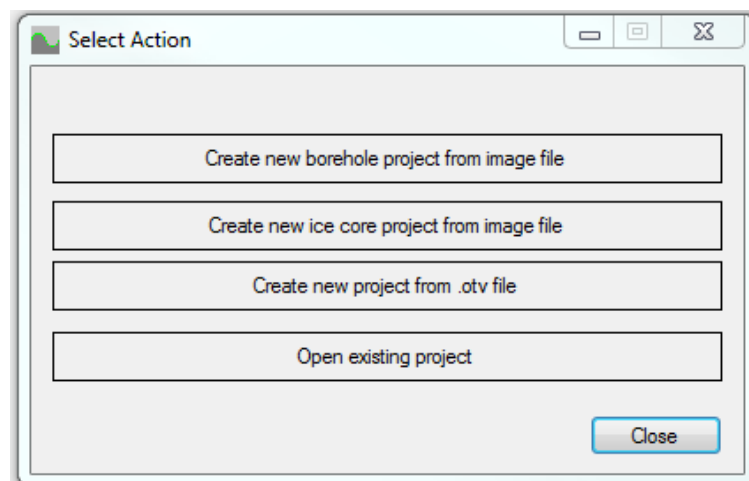 Select Action
Create new borehole project from image file
Create new ice core project from image file
Create new project from .otv file
Open existing project
Close